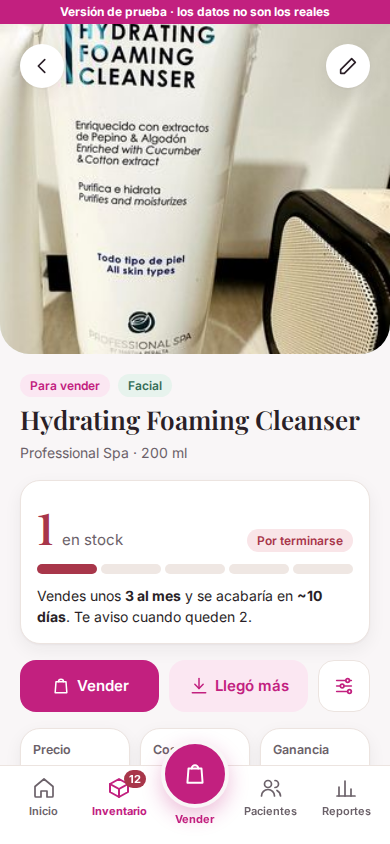 Versión de prueba · los datos no son los reales
HYDRATING
FOAMING
CLEANSER
Enriquecido con extractos
de Pepino & Algodón
Enriched with Cucumber
& Cotton extract
Purifica e hidrata
Purifies and moisturizes
Todo tipo de piel
All skin types
PROFESSIONAL SPA
Para vender
Facial
Hydrating Foaming Cleanser
Professional Spa · 200 ml
1 en stock
Por terminarse
Vendes unos 3 al mes y se acabaría en ~10
días. Te aviso cuando queden 2.
Vender
Llegó más
Precio
Ganancia
12
Inicio
Inventario
Vender
Pacientes
Reportes